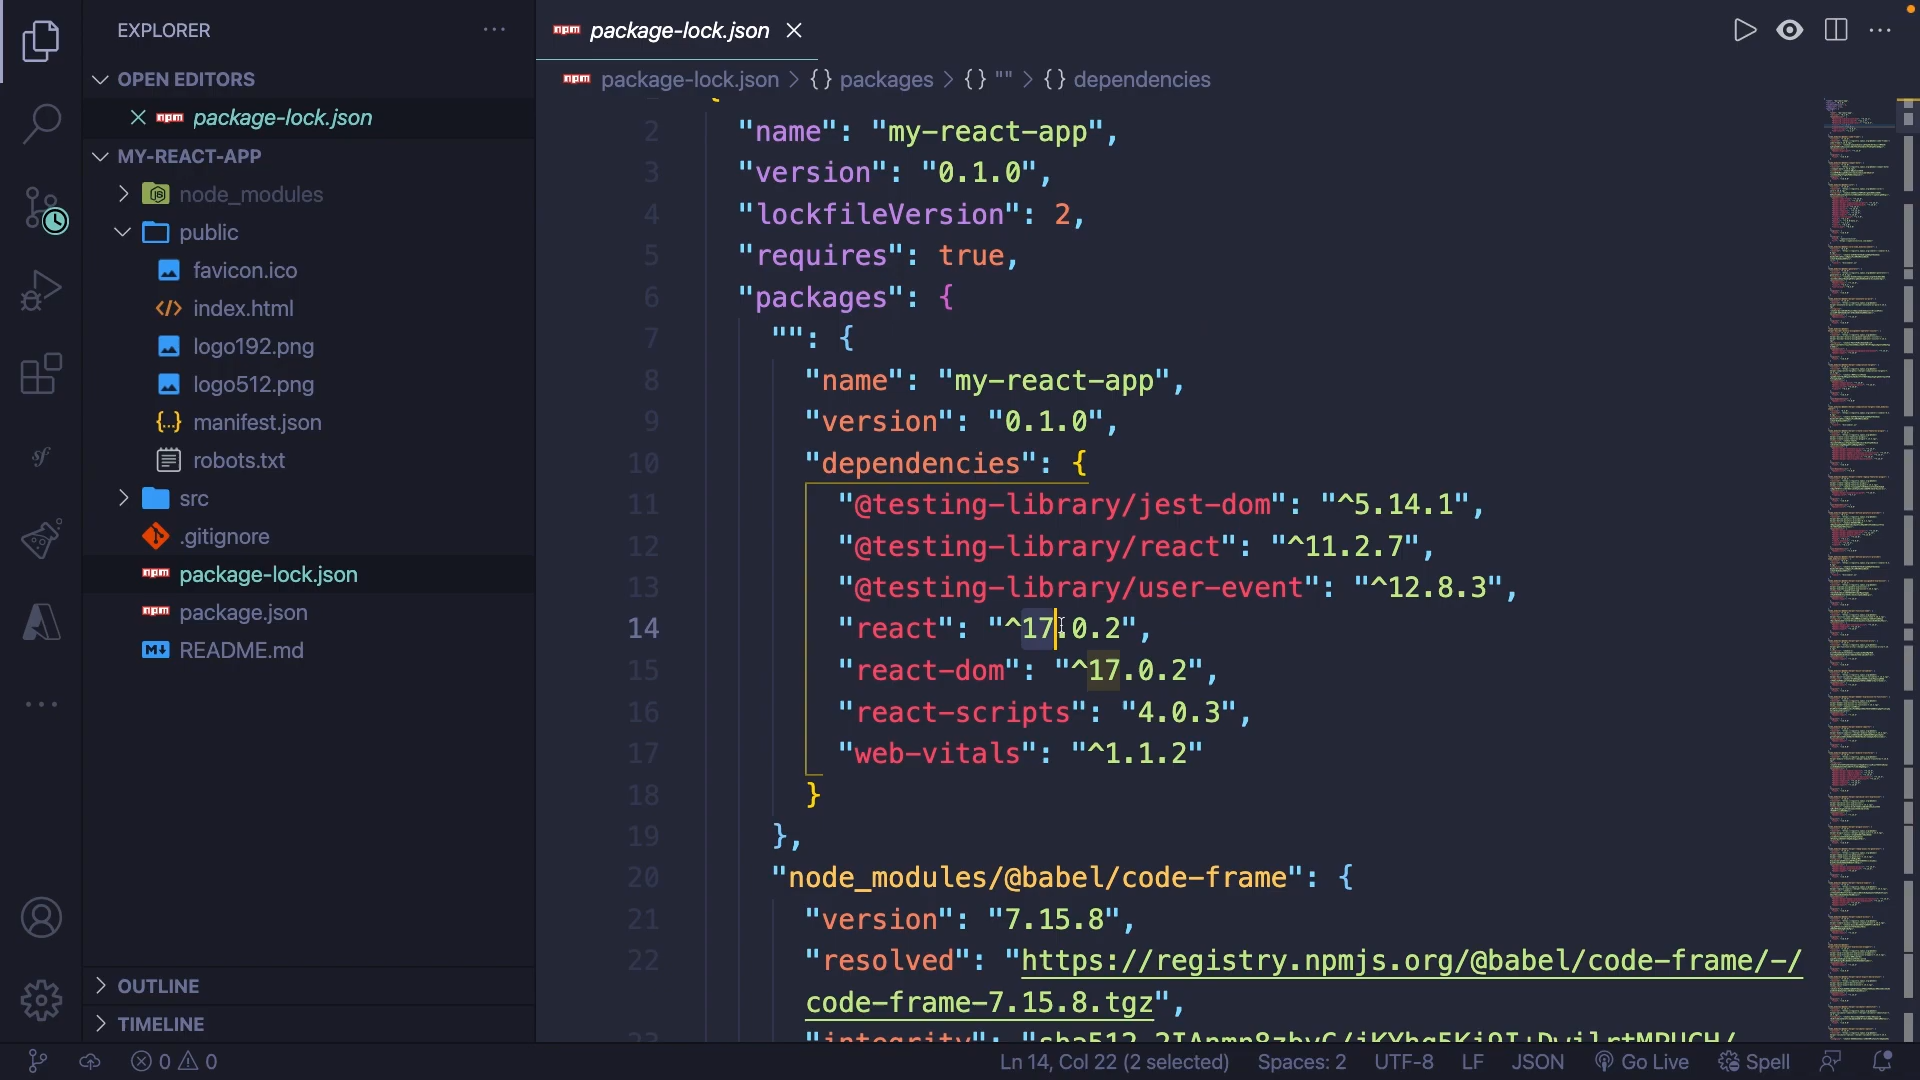 EXPLORER
OPEN EDITORS
npm package-lock.json
MY-REACT-APP
node_modules
public
favicon.ico
index.html
logo192.png
logo512.png
manifest.json
robots.txt
src
.gitignore
npm package-lock.json
npm package.json
README.md
OUTLINE
TIMELINE
npm package-lock.json
npm package-lock.json > {} packages > {} "" > {} dependencies
2 "name": "my-react-app",
3 "version": "0.1.0",
4 "lockfileVersion": 2,
5 "requires": true,
6 "packages": {
7 "": {
8 "name": "my-react-app",
9 "version": "0.1.0",
10 "dependencies": {
11 "@testing-library/jest-dom": "^5.14.1",
12 "@testing-library/react": "^11.2.7",
13 "@testing-library/user-event": "^12.8.3",
14 "react": "^17.0.2",
15 "react-dom": "^17.0.2",
16 "react-scripts": "4.0.3",
17 "web-vitals": "^1.1.2"
18 }
19 },
20 "node_modules/@babel/code-frame": {
21 "version": "7.15.8",
22 "resolved": "https://registry.npmjs.org/@babel/code-frame/-/
code-frame-7.15.8.tgz",
0 0 Ln 14, Col 22 (2 selected) Spaces: 2 UTF-8 LF JSON Go Live Spell